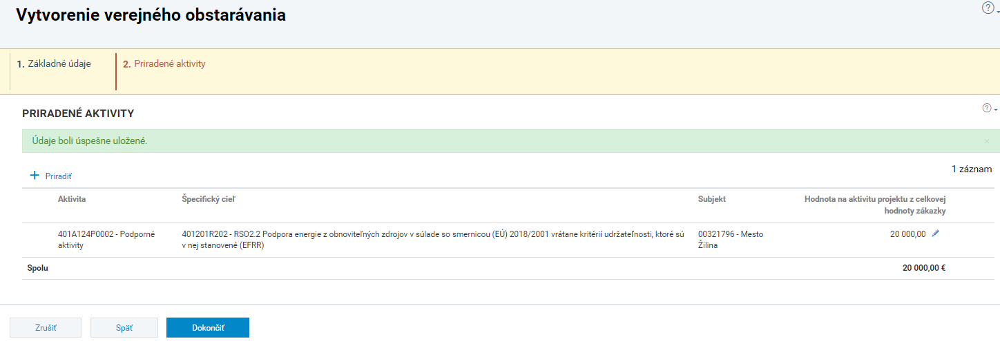 Vytvorenie verejného obstarávania
1. Základné údaje
2. Priradené aktivity
PRIRADENÉ AKTIVITY
Údaje boli úspešne uložené.
Priradiť
1 záznam
Aktivita Špecifický cieľ Subjekt Hodnota na aktivitu projektu z celkovej
hodnoty zákazky
401A124P0002 - Podporné 401201R202 - RSO2.2 Podpora energie z obnoviteľných zdrojov v súlade so smernicou (EÚ) 2018/2001 vrátane kritérií udržateľnosti, ktoré sú 00321796 - Mesto 20 000,00
aktivity v nej stanovené (EFRR) Žilina
Spolu 20 000,00 €
Zrušiť Späť Dokončiť